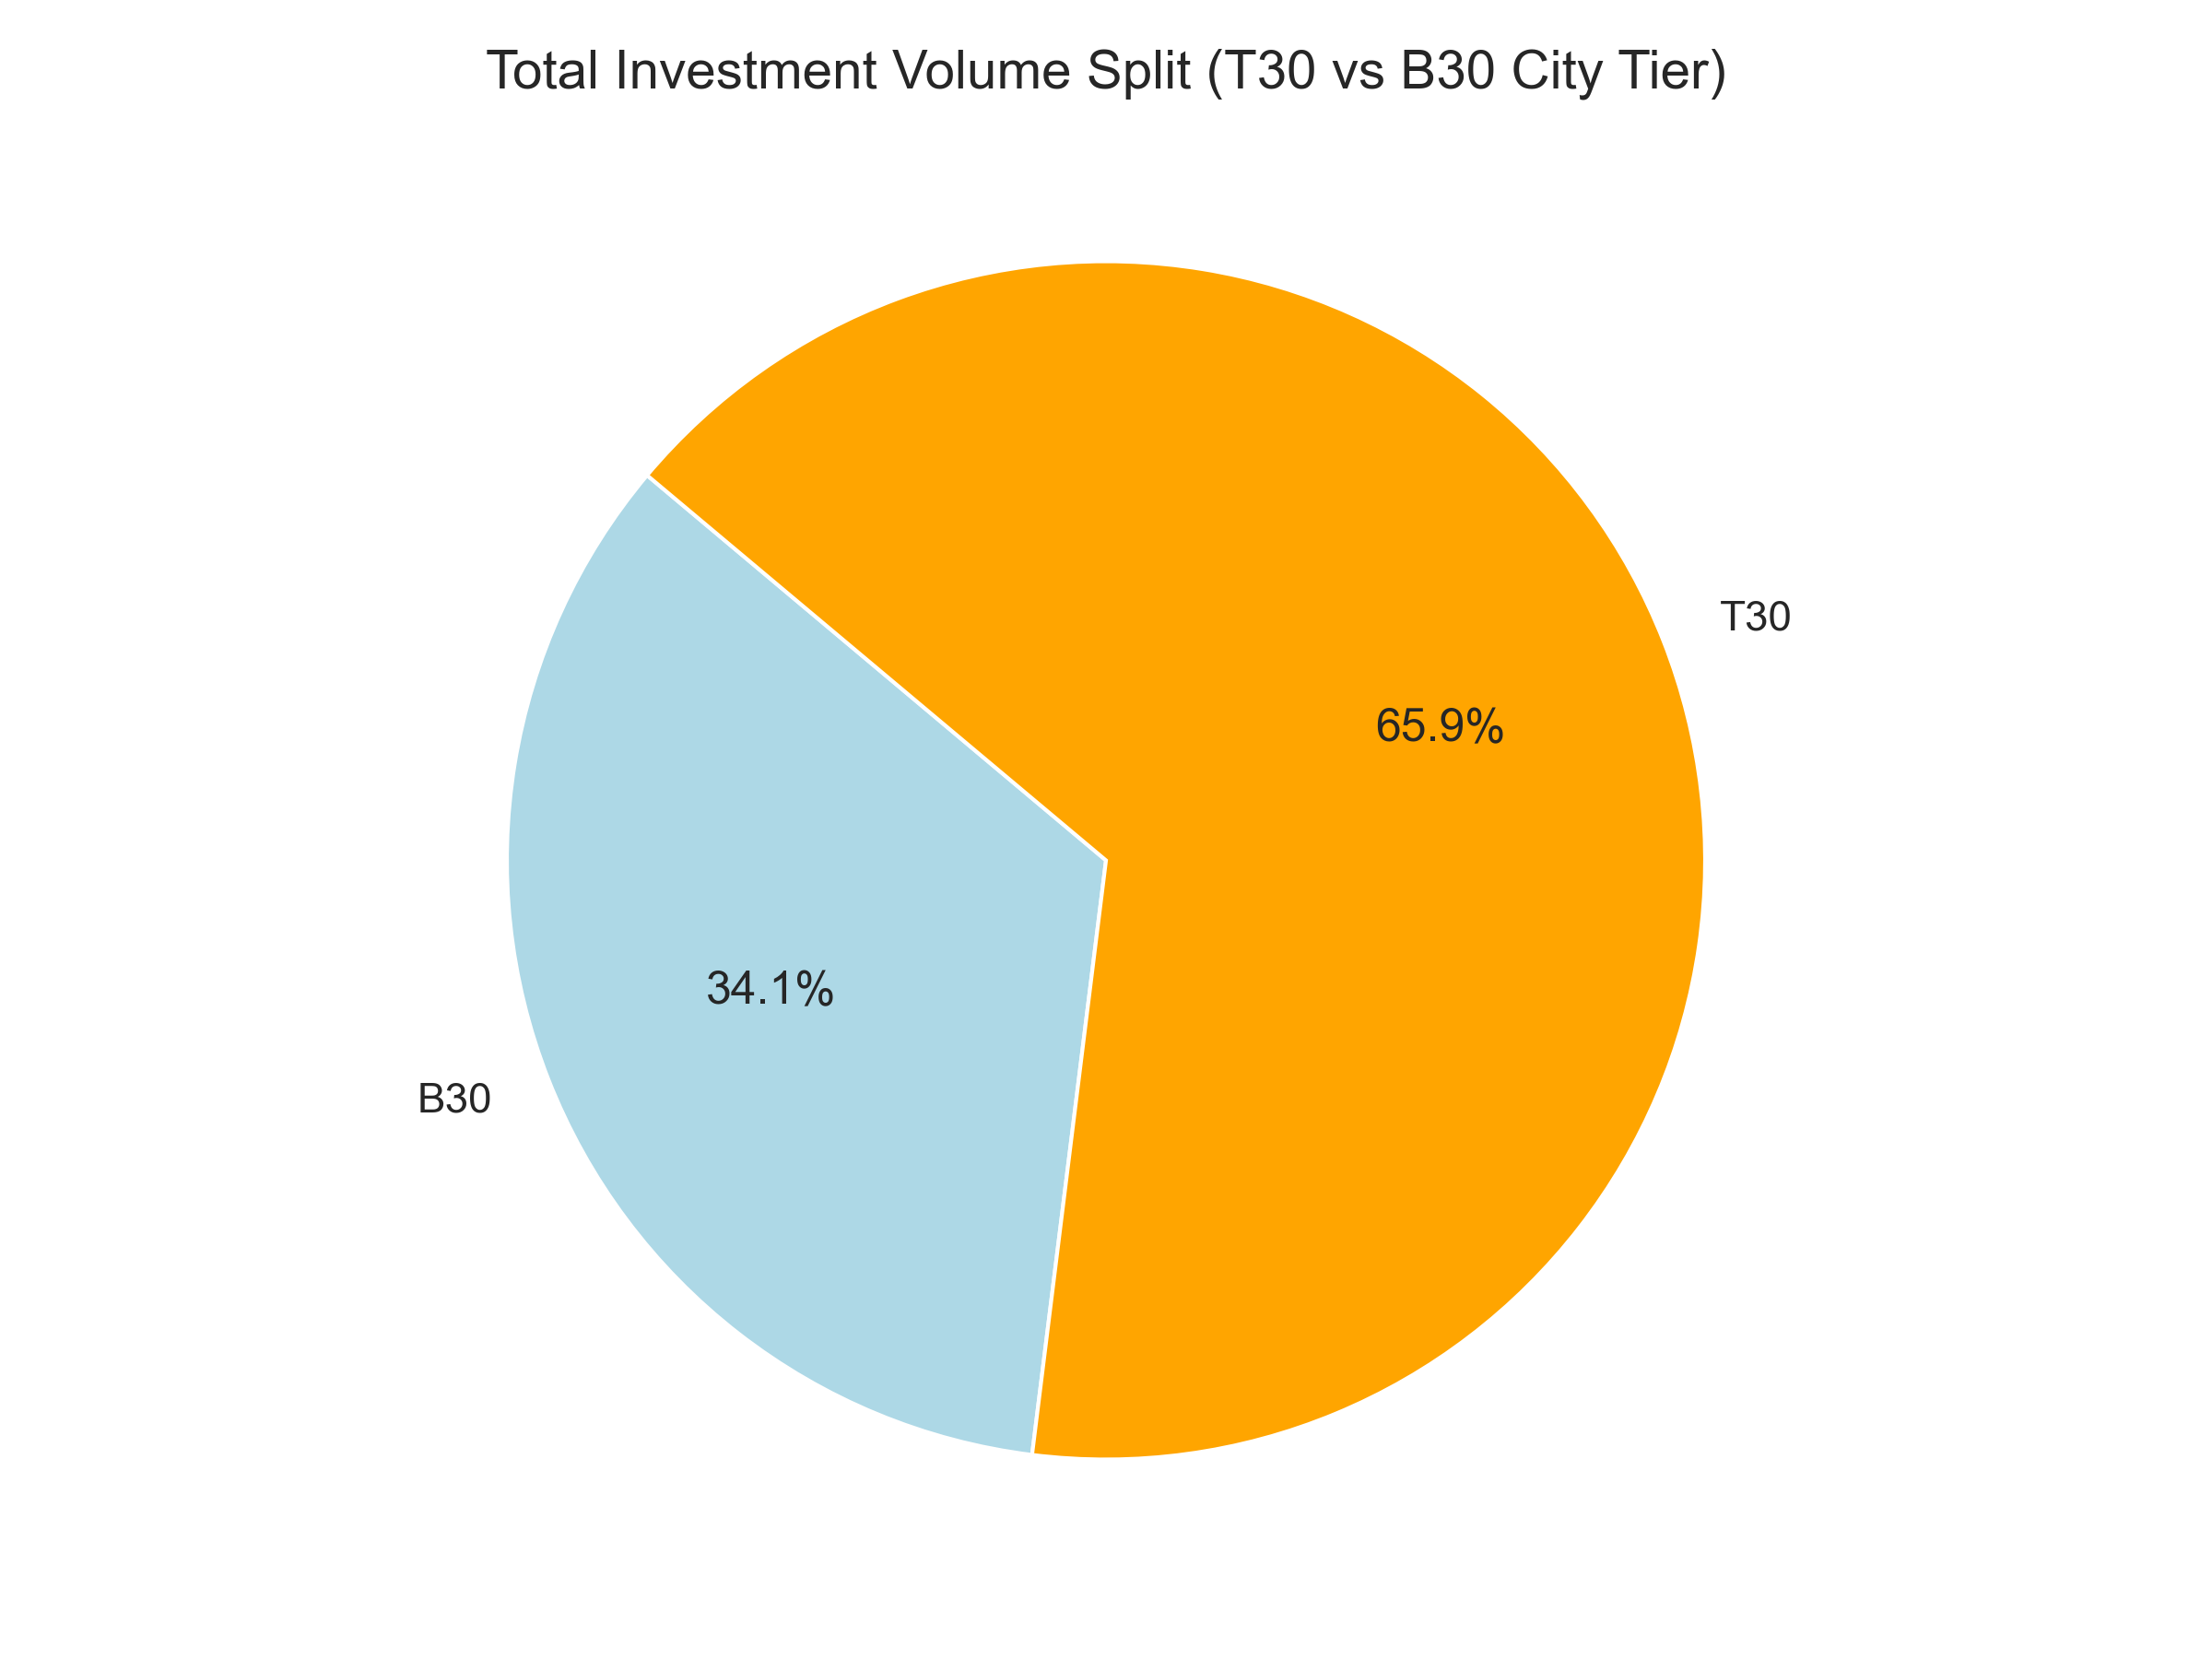 Total Investment Volume Split (T30 vs B30 City Tier)
T30
65.9%
34.1%
B30